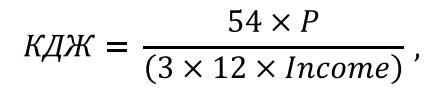 КДЖ = 54 × P / (3 × 12 × Income) ,